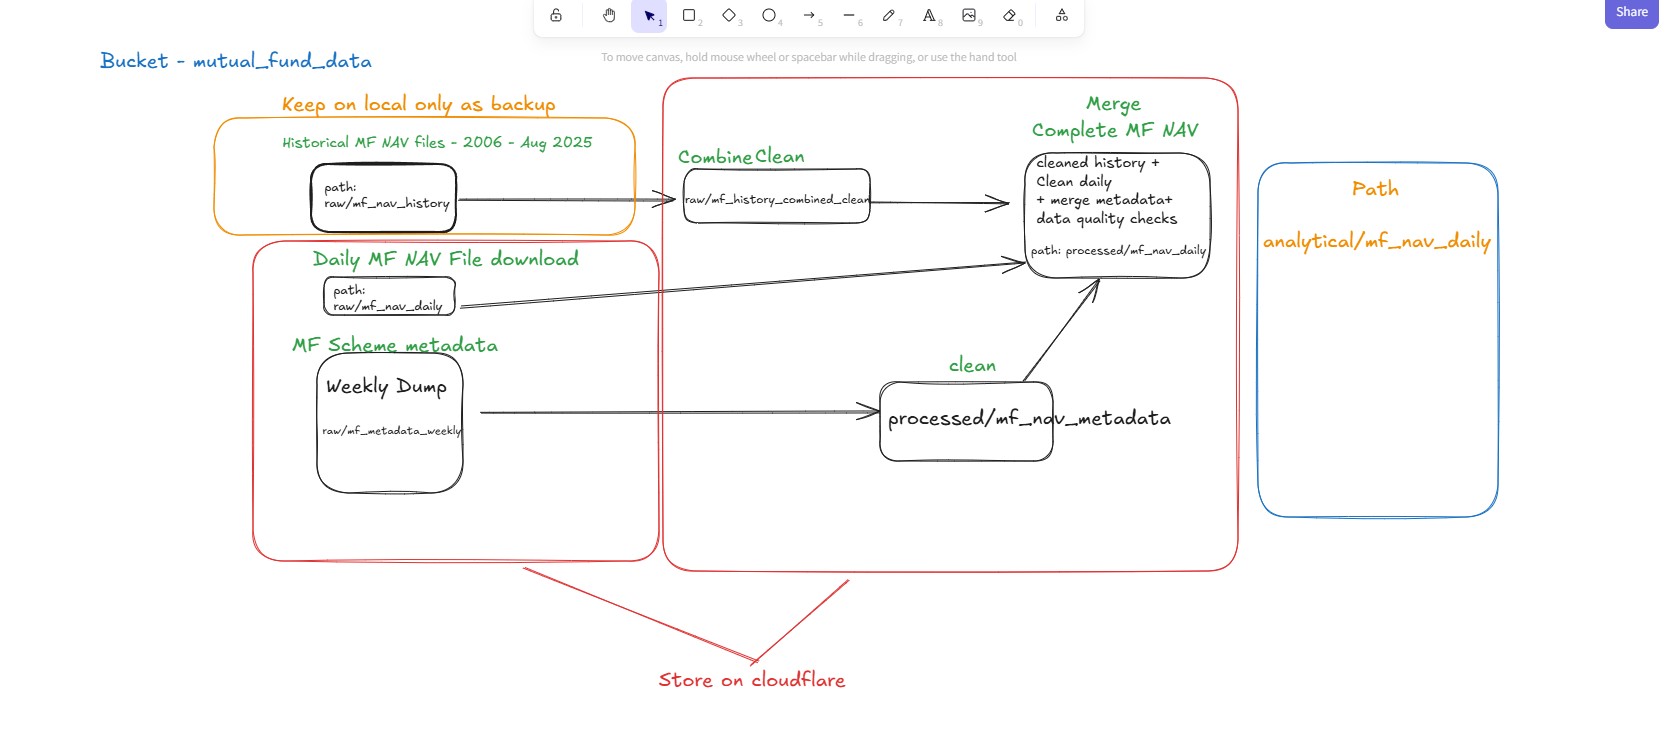 Share
1
2
3
4
5
6
7
8
9
0
To move canvas, hold mouse wheel or spacebar while dragging, or use the hand tool
Bucket - mutual_fund_data
Keep on local only as backup
Historical MF NAV files - 2006 - Aug 2025
path:
raw/mf_nav_history
Daily MF NAV File download
path:
raw/mf_nav_daily
MF Scheme metadata
Weekly Dump
raw/mf_metadata_weekly
Combine Clean
raw/mf_history_combined_clean
Merge
Complete MF NAV
cleaned history +
Clean daily
+ merge metadata+
data quality checks
path: processed/mf_nav_daily
clean
processed/mf_nav_metadata
Path
analytical/mf_nav_daily
Store on cloudflare